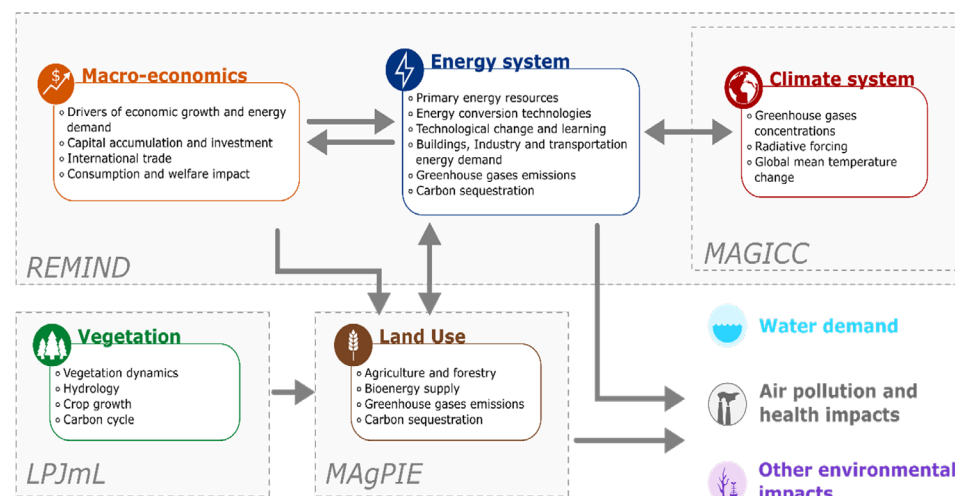 Macro-economics
Drivers of economic growth and energy
demand
Capital accumulation and investment
International trade
Consumption and welfare impact
Energy system
Primary energy resources
Energy conversion technologies
Technological change and learning
Buildings, Industry and transportation
energy demand
Greenhouse gases emissions
Carbon sequestration
Climate system
Greenhouse gases
concentrations
Radiative forcing
Global mean temperature
change
REMIND
MAGICC
Vegetation
Vegetation dynamics
Hydrology
Crop growth
Carbon cycle
LPJmL
Land Use
Agriculture and forestry
Bioenergy supply
Greenhouse gases emissions
Carbon sequestration
MAgPIE
Water demand
Air pollution and
health impacts
Other environmental
impacts